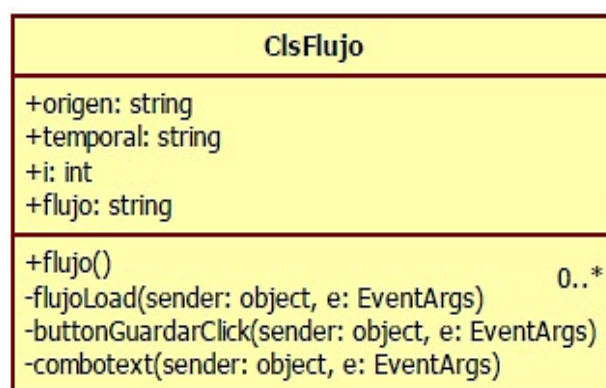 ClsFlujo
+origen: string
+temporal: string
+i: int
+flujo: string
+flujo()
0..*
-flujoLoad(sender: object, e: EventArgs)
-buttonGuardarClick(sender: object, e: EventArgs)
-combotext(sender: object, e: EventArgs)